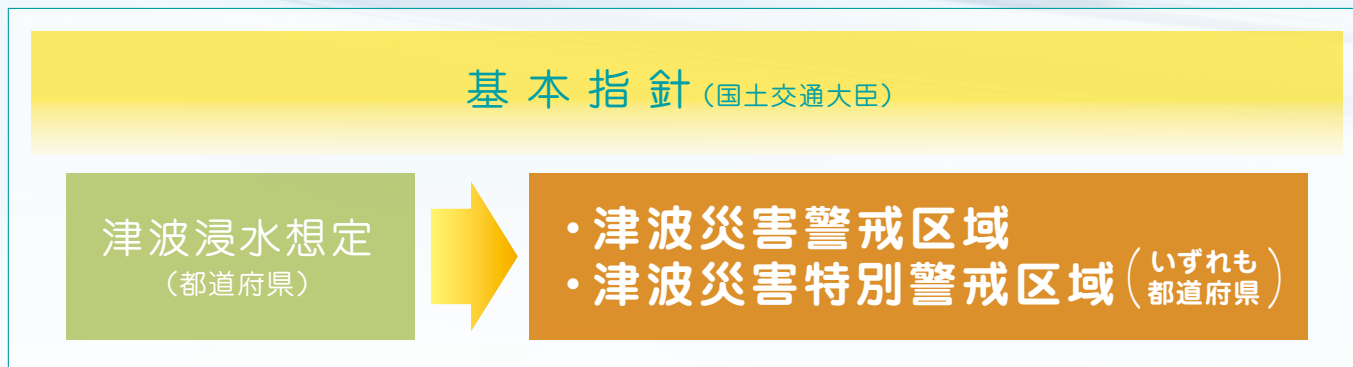 基本指針（国土交通大臣）
津波浸水想定
（都道府県）
・津波災害警戒区域
・津波災害特別警戒区域（いずれも都道府県）